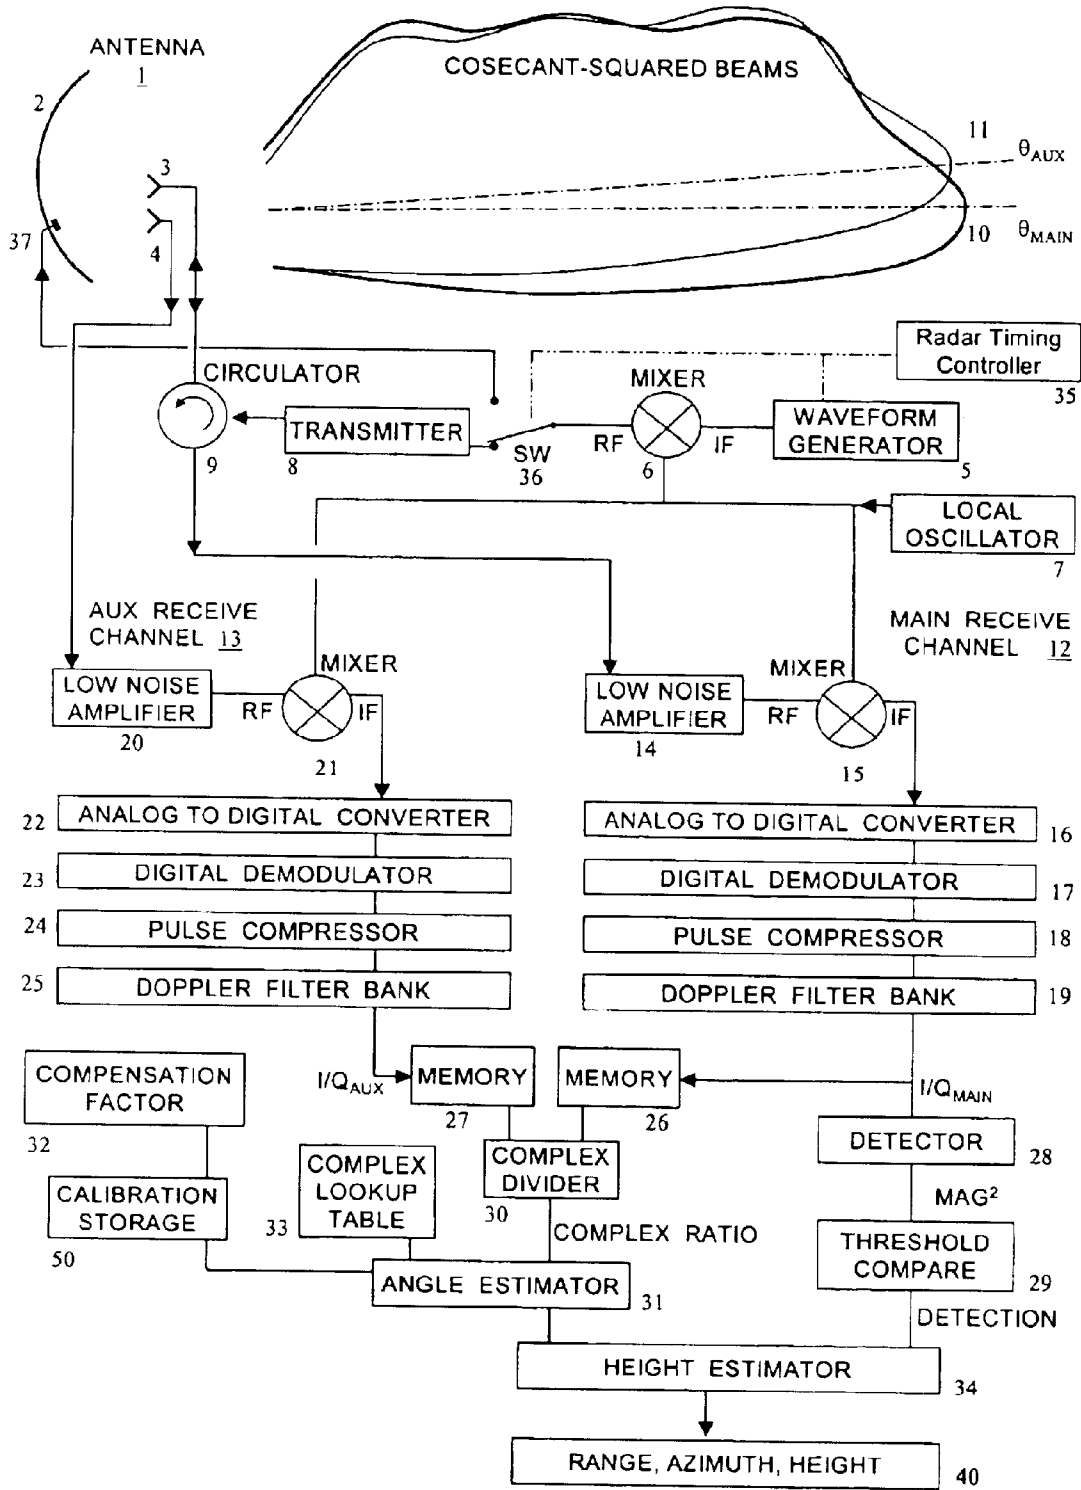 ANTENNA
1
COSECANT-SQUARED BEAMS
2
3
4
37
11
θAUX
10
θMAIN
Radar Timing
Controller
35
CIRCULATOR
9
TRANSMITTER
8
SW
36
RF
MIXER
6
IF
WAVEFORM
GENERATOR
5
LOCAL
OSCILLATOR
7
AUX RECEIVE
CHANNEL 13
MAIN RECEIVE
CHANNEL 12
LOW NOISE
AMPLIFIER
20
RF
MIXER
IF
21
LOW NOISE
AMPLIFIER
14
RF
MIXER
IF
15
22
ANALOG TO DIGITAL CONVERTER
ANALOG TO DIGITAL CONVERTER
16
23
DIGITAL DEMODULATOR
DIGITAL DEMODULATOR
17
24
PULSE COMPRESSOR
PULSE COMPRESSOR
18
25
DOPPLER FILTER BANK
DOPPLER FILTER BANK
19
COMPENSATION
FACTOR
32
I/QAUX
MEMORY
27
MEMORY
26
I/QMAIN
CALIBRATION
STORAGE
50
COMPLEX
LOOKUP
TABLE
33
COMPLEX
DIVIDER
30
DETECTOR
28
MAG²
COMPLEX RATIO
THRESHOLD
COMPARE
29
ANGLE ESTIMATOR
31
DETECTION
HEIGHT ESTIMATOR
34
RANGE, AZIMUTH, HEIGHT
40